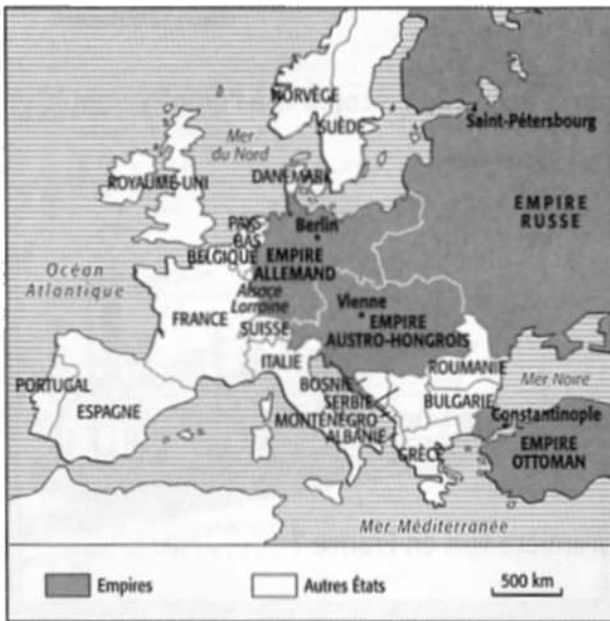 NORVÈGE
SUÈDE
Saint-Pétersbourg
Mer
du Nord
DANEMARK
ROYAUME-UNI
EMPIRE
RUSSE
PAYS
BAS
Berlin
BELGIQUE
EMPIRE
ALLEMAND
Océan
Atlantique
Alsace
Lorraine
Vienne
FRANCE
EMPIRE
AUSTRO-HONGROIS
SUISSE
ITALIE
ROUMANIE
Mer Noire
BOSNIE
SERBIE
BULGARIE
PORTUGAL
ESPAGNE
MONTÉNÉGRO
Constantinople
ALBANIE
GRÈCE
EMPIRE
OTTOMAN
Mer Méditerranée
Empires
Autres États
500 km